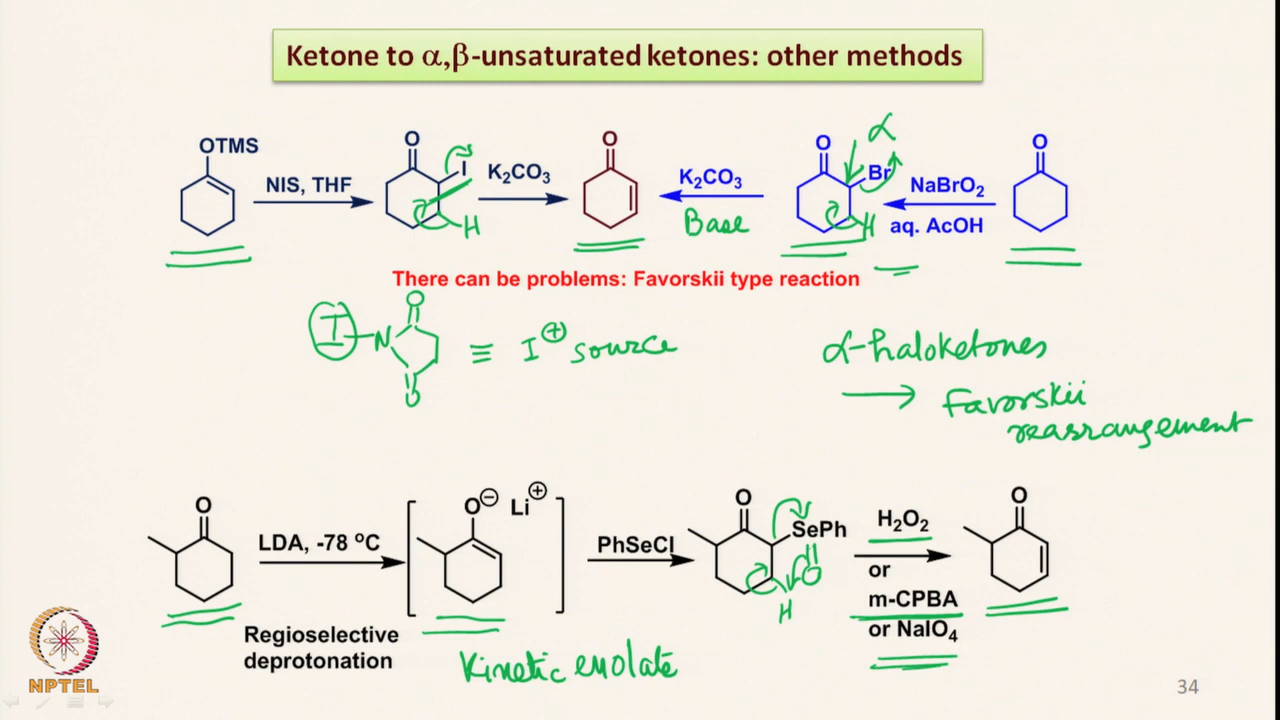 Ketone to α,β-unsaturated ketones: other methods
OTMS
NIS, THF
O
I
H
K₂CO₃
O
K₂CO₃
Base
O
α
Br
H
NaBrO₂
aq. AcOH
O
There can be problems: Favorskii type reaction
I-N
O
O
≡ I⊕ source
α-haloketones
→ Favorskii
rearrangement
O
LDA, -78 °C
Regioselective
deprotonation
O⊖ Li⊕
Kinetic enolate
PhSeCl
O
SePh
O
H
H₂O₂
or
m-CPBA
or NaIO₄
O
NPTEL
34